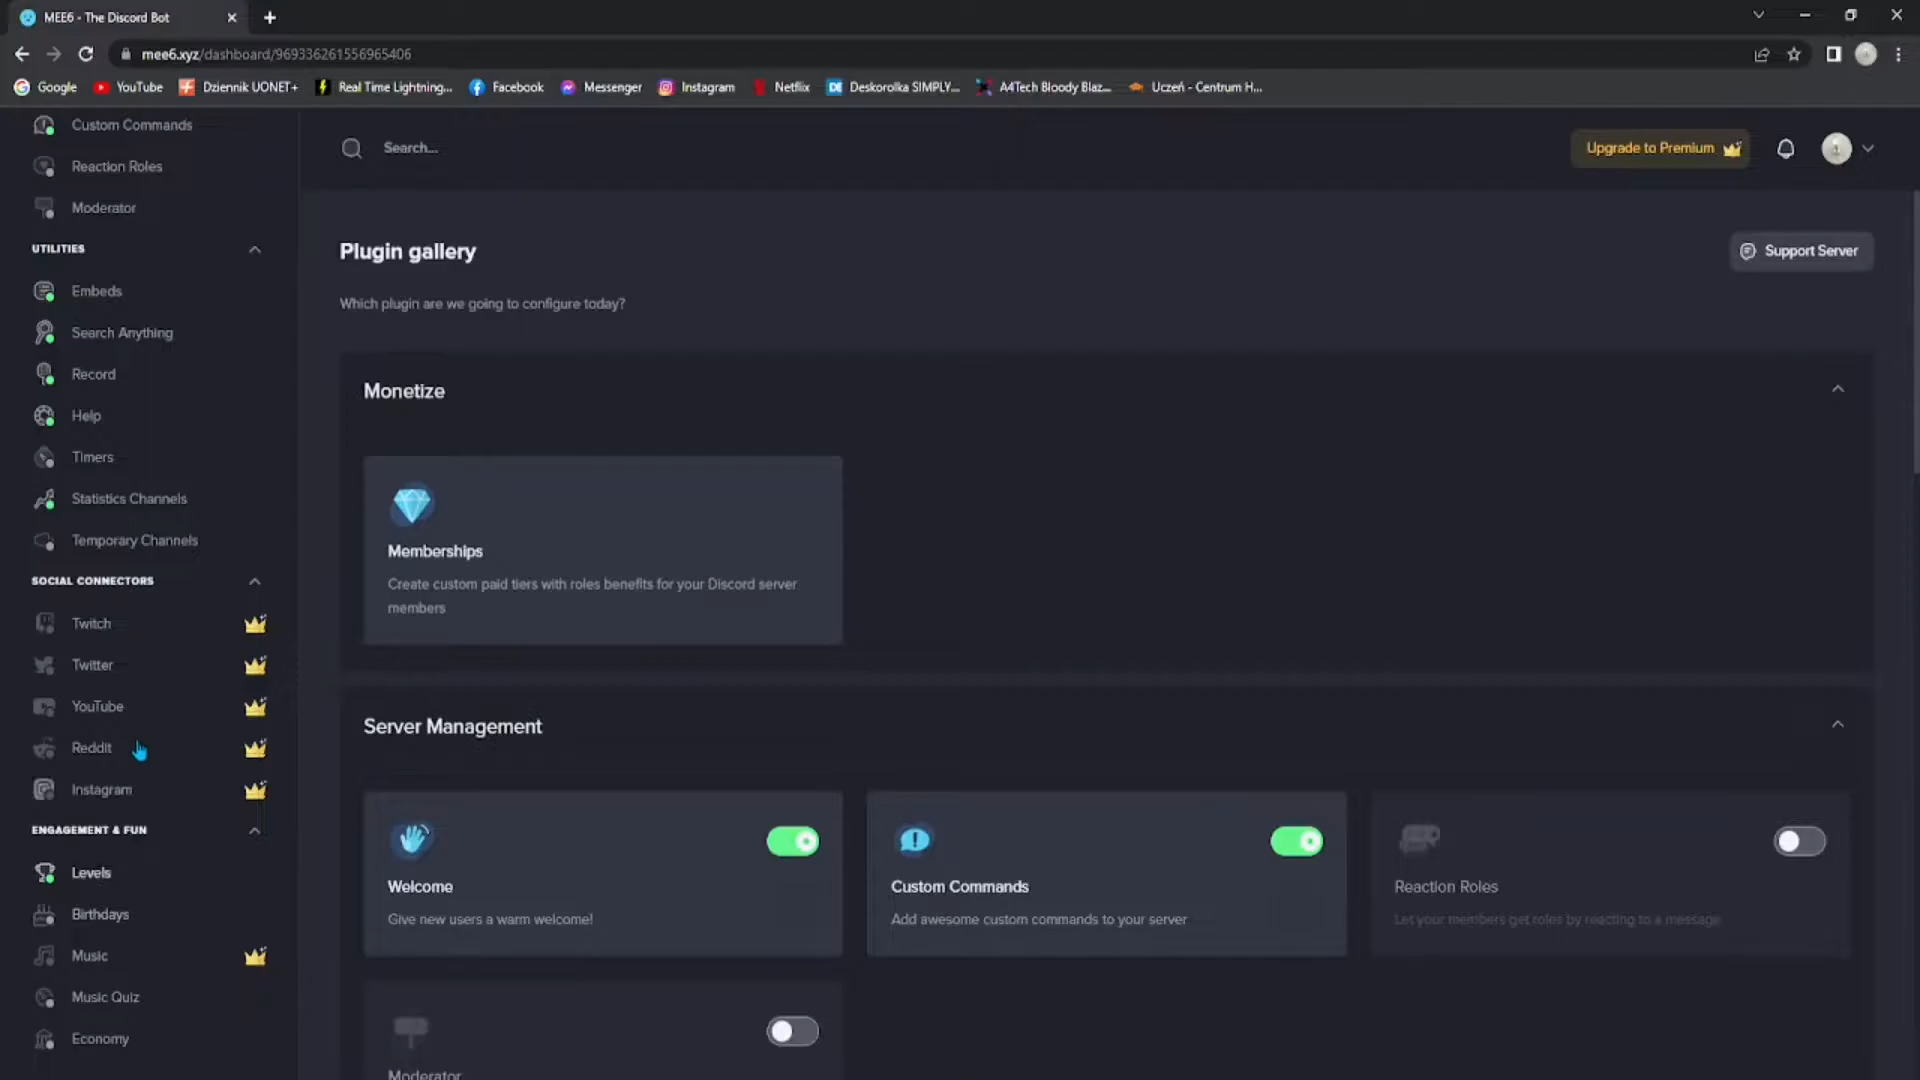 MEE6 - The Discord Bot
mee6.xyz/dashboard/969336261556965406
Google
YouTube
Dziennik UONET+
Real Time Lightning...
Facebook
Messenger
Instagram
Netflix
Deskorolka SIMPLY...
A4Tech Bloody Blaz...
Uczeń - Centrum H...
Custom Commands
Reaction Roles
Moderator
UTILITIES
Embeds
Search Anything
Record
Help
Timers
Statistics Channels
Temporary Channels
SOCIAL CONNECTORS
Twitch
Twitter
YouTube
Reddit
Instagram
ENGAGEMENT & FUN
Levels
Birthdays
Music
Music Quiz
Economy
Search...
Upgrade to Premium
Plugin gallery
Support Server
Which plugin are we going to configure today?
Monetize
Memberships
Create custom paid tiers with roles benefits for your Discord server
members
Server Management
Welcome
Give new users a warm welcome!
Custom Commands
Add awesome custom commands to your server
Reaction Roles
Let your members get roles by reacting to a message
Moderator